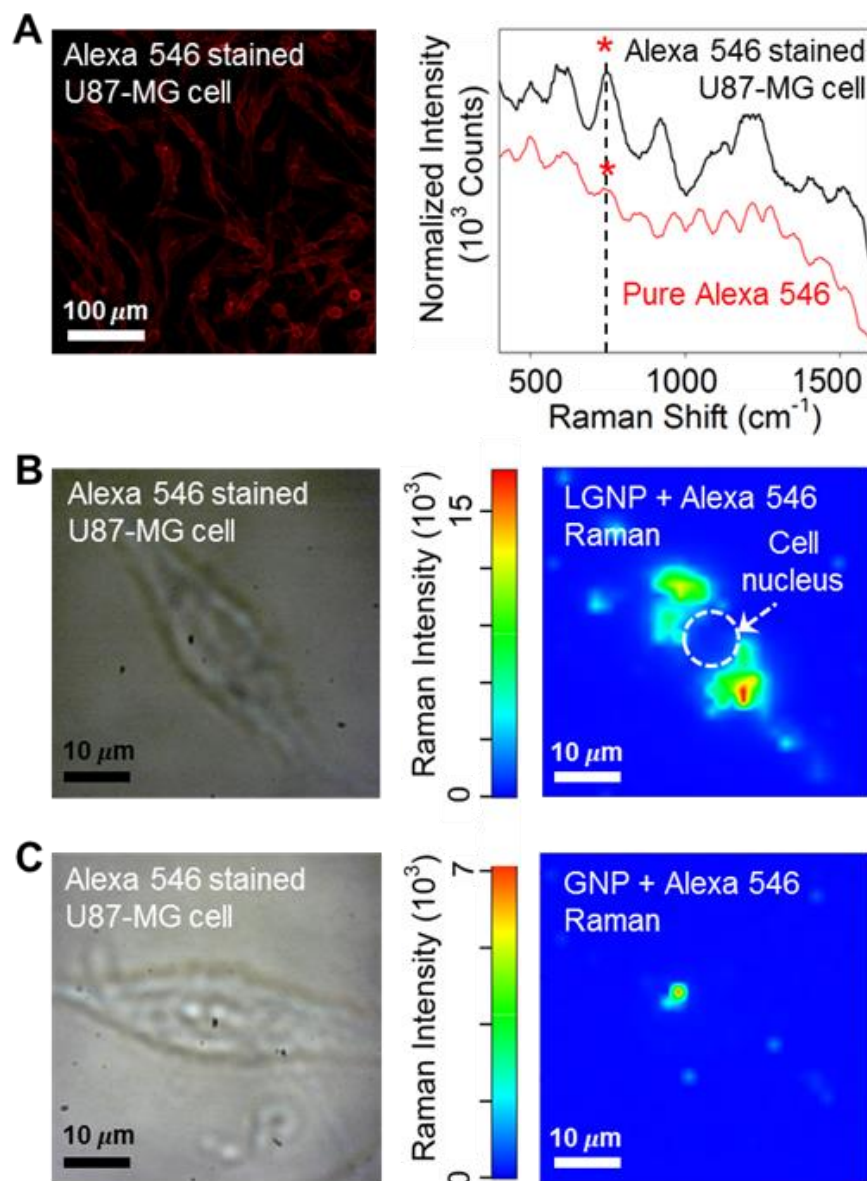 A
Alexa 546 stained
U87-MG cell
100 μm
Normalized Intensity
(10³ Counts)
*
Alexa 546 stained
U87-MG cell
*
Pure Alexa 546
500
1000
1500
Raman Shift (cm⁻¹)
B
Alexa 546 stained
U87-MG cell
10 μm
Raman Intensity (10³)
15
0
LGNP + Alexa 546
Raman
Cell
nucleus
10 μm
C
Alexa 546 stained
U87-MG cell
10 μm
Raman Intensity (10³)
7
0
GNP + Alexa 546
Raman
10 μm